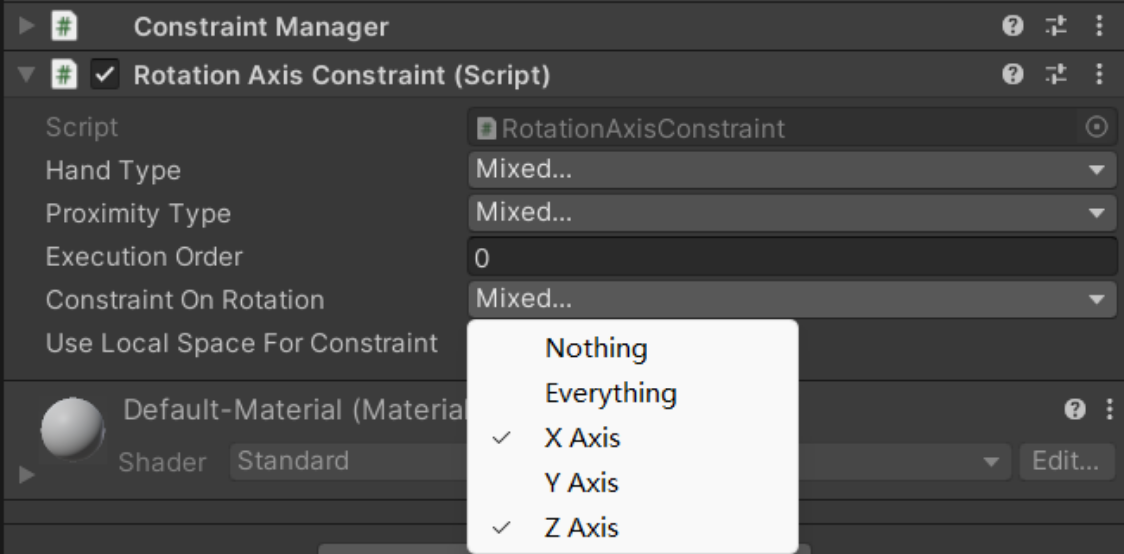 Constraint Manager
Rotation Axis Constraint (Script)
Script RotationAxisConstraint
Hand Type Mixed...
Proximity Type Mixed...
Execution Order 0
Constraint On Rotation Mixed...
Use Local Space For Constraint
Nothing
Everything
X Axis
Y Axis
Z Axis
Default-Material (Material
Shader Standard Edit...